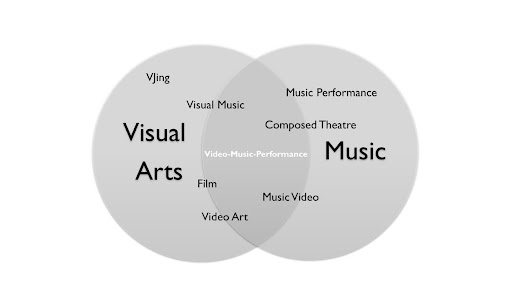 VJing
Music Performance
Visual Music
Composed Theatre
Visual
Arts
Video-Music-Performance
Music
Film
Music Video
Video Art